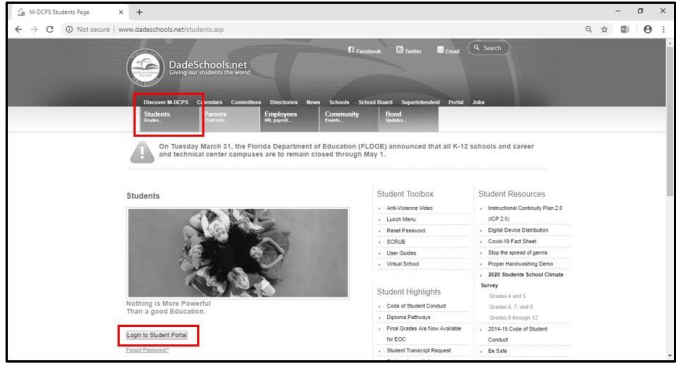 M-DCPS Students Page
Not secure | www.dadeschools.net/students.asp
Facebook Twitter Email Search
DadeSchools.net
Giving our students the world
Discover M-DCPS Calendars Committees Directories News Schools School Board Superintendent Portal Jobs
Students Parents Employees Community Bond
Grades... Child info... HR, payroll... Events... Updates...
On Tuesday March 31, the Florida Department of Education (FLDOE) announced that all K-12 schools and career
and technical center campuses are to remain closed through May 1.
Students
Nothing is More Powerful
Than a good Education.
Login to Student Portal
Forgot Password?
Student Toolbox
Anti-Violence Video
Lunch Menu
Reset Password
SCRUB
User Guides
Virtual School
Student Highlights
Code of Student Conduct
Diploma Pathways
Final Grades Are Now Available
for EOC
Student Transcript Request
Student Resources
Instructional Continuity Plan 2.0
(ICP 2.0)
Digital Device Distribution
Covid-19 Fact Sheet
Stop the spread of germs
Proper Handwashing Demo
2020 Students School Climate
Survey
Grades 4 and 5
Grades 6, 7, and 8
Grades 9 through 12
2014-15 Code of Student
Conduct
Be Safe